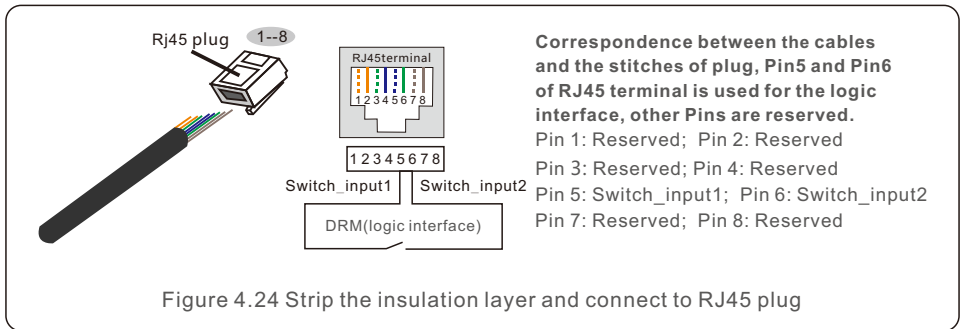 Rj45 plug
1--8
RJ45terminal
1 2 3 4 5 6 7 8
1 2 3 4 5 6 7 8
Switch_input1
Switch_input2
DRM(logic interface)
Correspondence between the cables
and the stitches of plug, Pin5 and Pin6
of RJ45 terminal is used for the logic
interface, other Pins are reserved.
Pin 1: Reserved; Pin 2: Reserved
Pin 3: Reserved; Pin 4: Reserved
Pin 5: Switch_input1; Pin 6: Switch_input2
Pin 7: Reserved; Pin 8: Reserved
Figure 4.24 Strip the insulation layer and connect to RJ45 plug